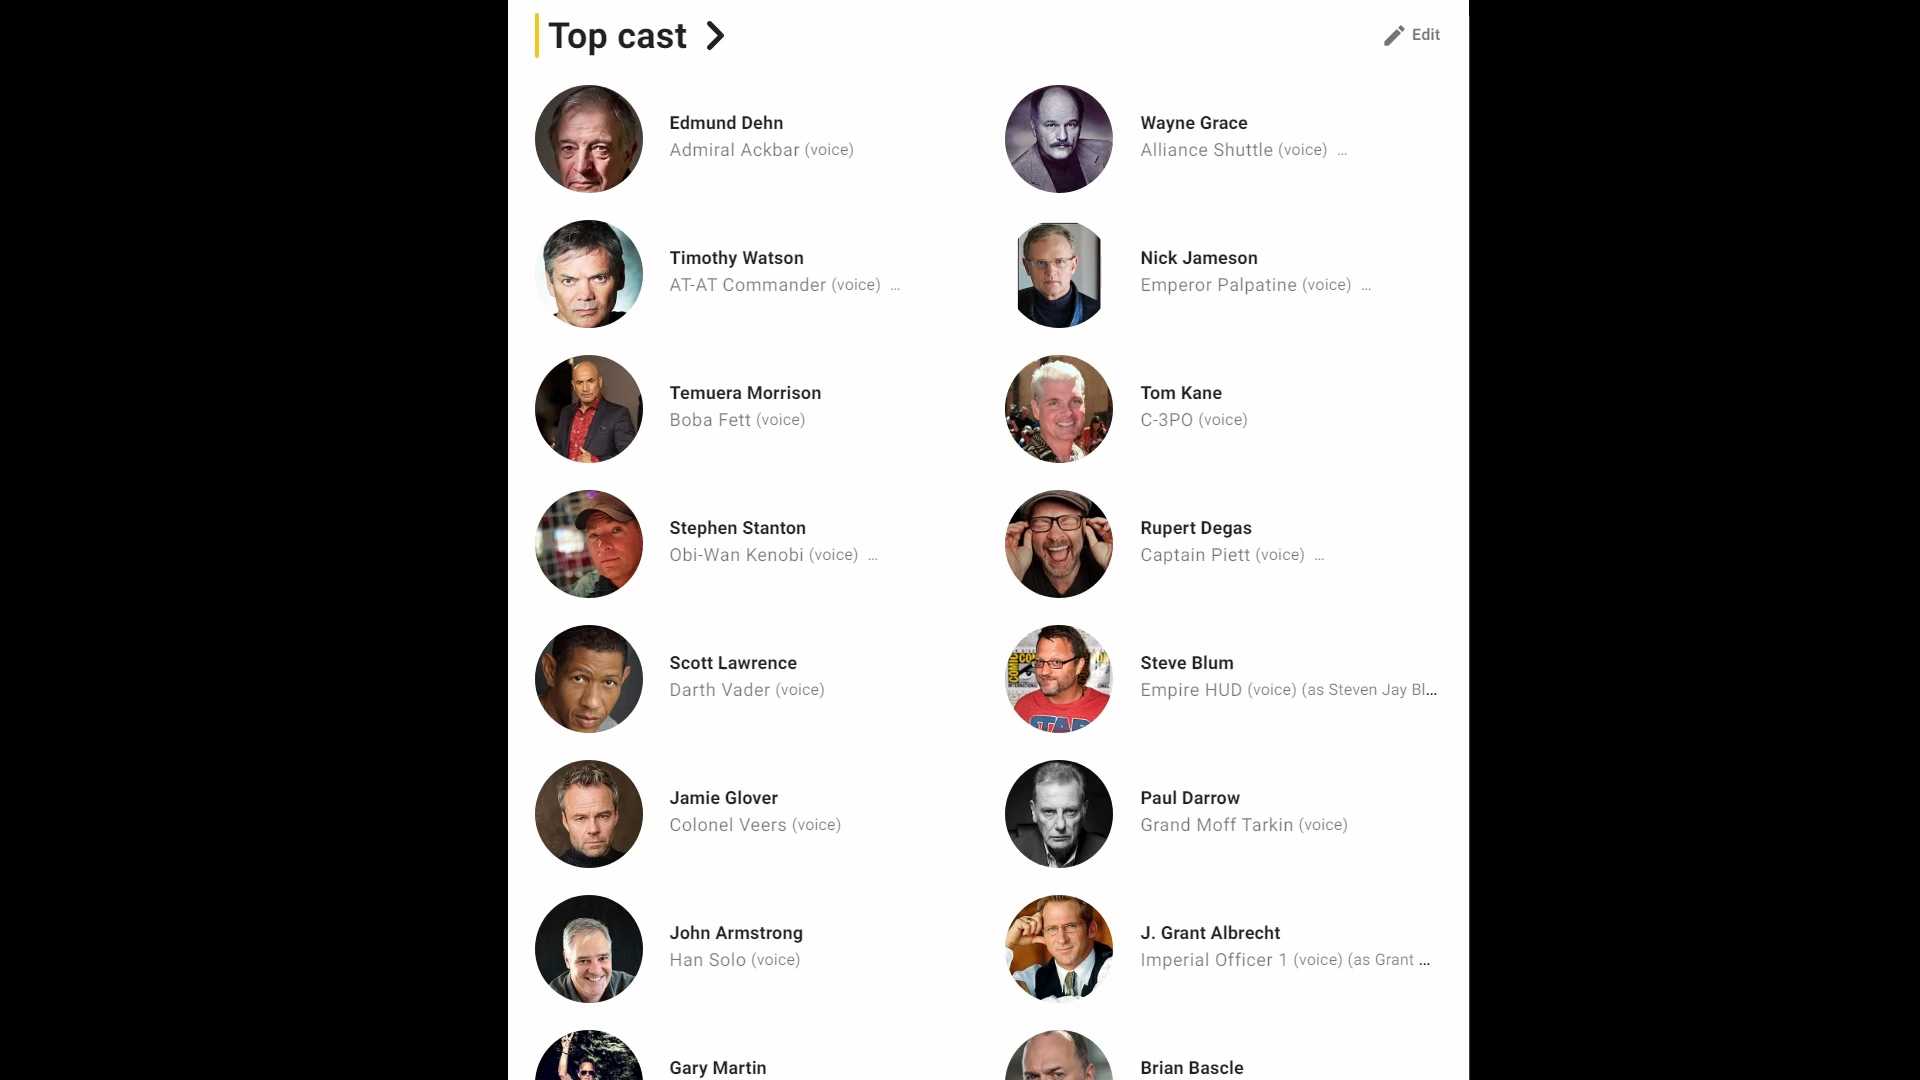 Top cast
Edit
Edmund Dehn
Admiral Ackbar (voice)
Wayne Grace
Alliance Shuttle (voice) ...
Timothy Watson
AT-AT Commander (voice) ...
Nick Jameson
Emperor Palpatine (voice) ...
Temuera Morrison
Boba Fett (voice)
Tom Kane
C-3PO (voice)
Stephen Stanton
Obi-Wan Kenobi (voice) ...
Rupert Degas
Captain Piett (voice) ...
Scott Lawrence
Darth Vader (voice)
Steve Blum
Empire HUD (voice) (as Steven Jay Bl...
Jamie Glover
Colonel Veers (voice)
Paul Darrow
Grand Moff Tarkin (voice)
John Armstrong
Han Solo (voice)
J. Grant Albrecht
Imperial Officer 1 (voice) (as Grant ...
Gary Martin
Brian Bascle